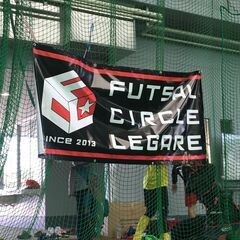 FUTSAL
CIRCLE
LEGARE
SINCE 2013